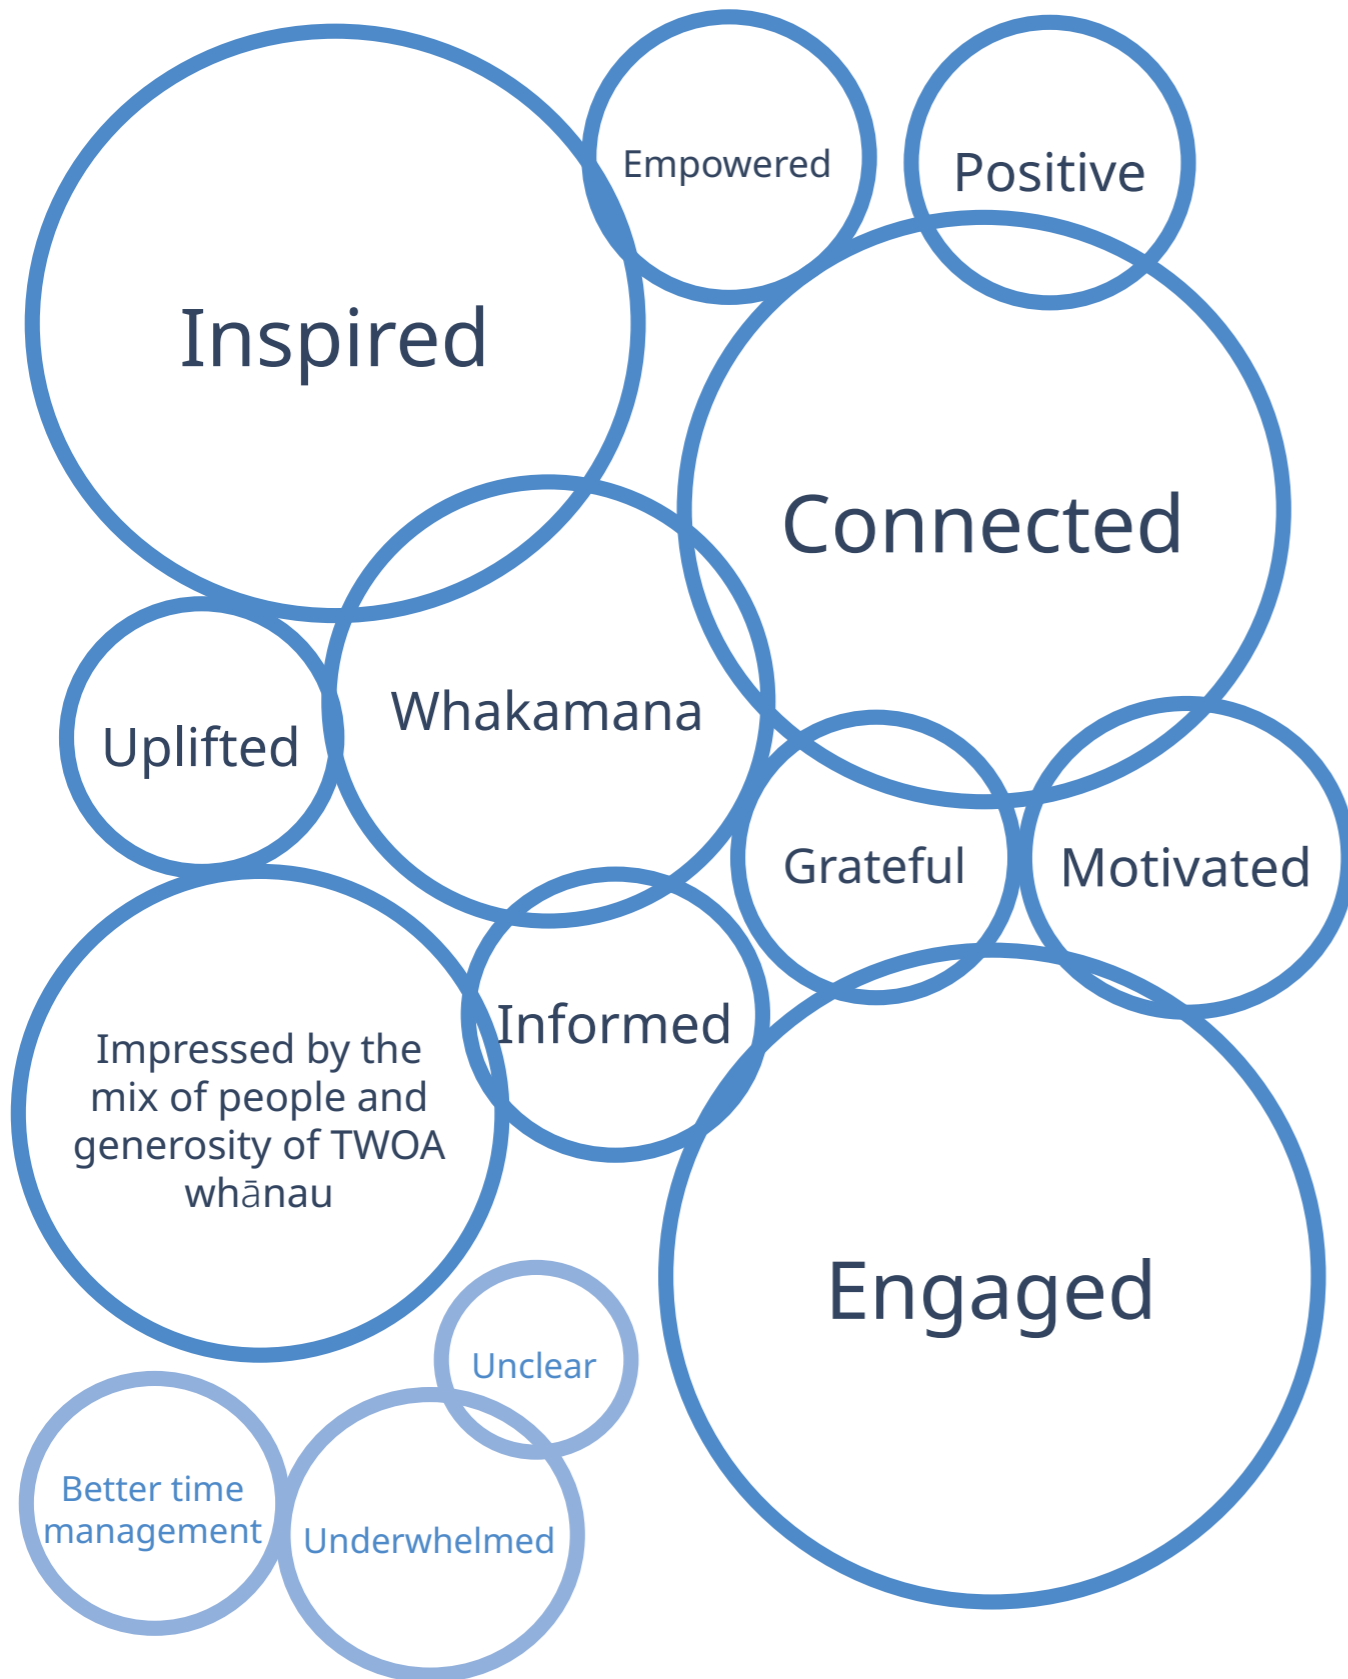 Empowered
Positive
Inspired
Connected
Whakamana
Uplifted
Grateful
Motivated
Informed
Impressed by the
mix of people and
generosity of TWOA
whānau
Engaged
Unclear
Better time
management
Underwhelmed